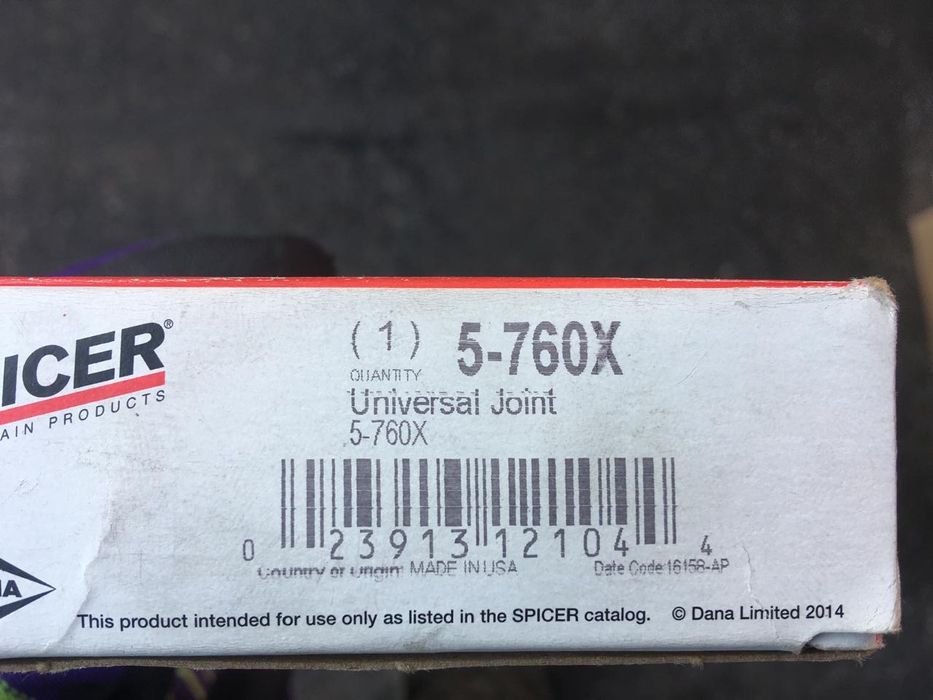 ICER®
AIN PRODUCTS
(1) 5-760X
QUANTITY
Universal Joint
5-760X
0 23913 12104 4
Country of Origin: MADE IN USA
Date Code:16158-AP
This product intended for use only as listed in the SPICER catalog. © Dana Limited 2014